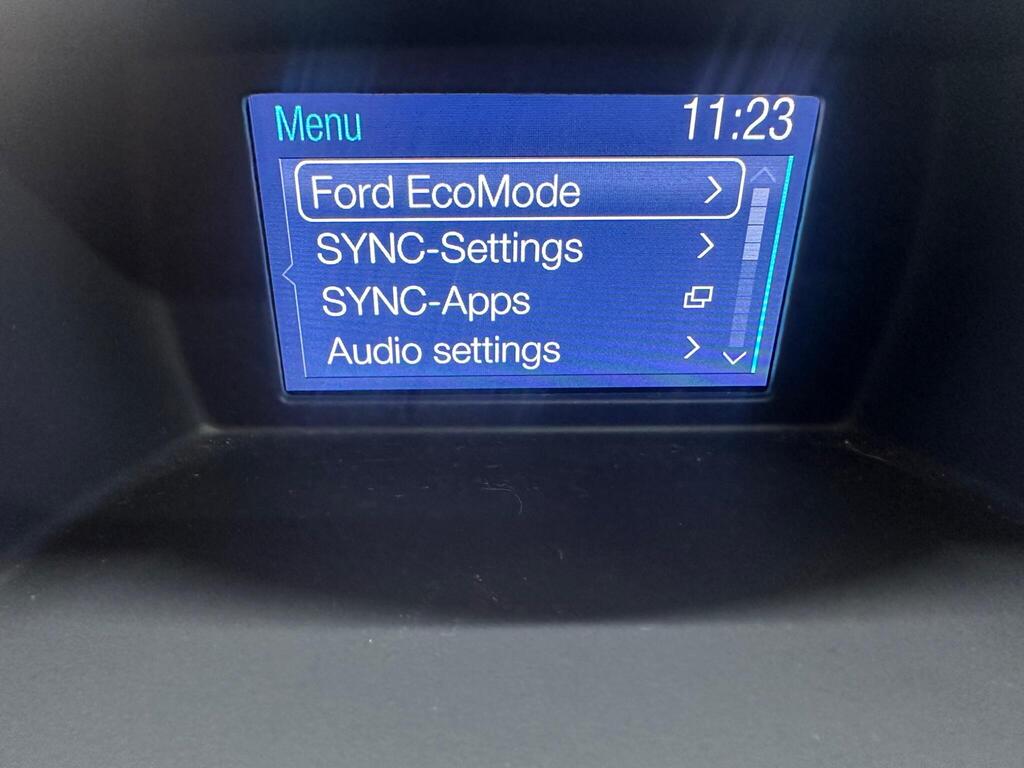 Menu 11:23
Ford EcoMode
SYNC-Settings
SYNC-Apps
Audio settings